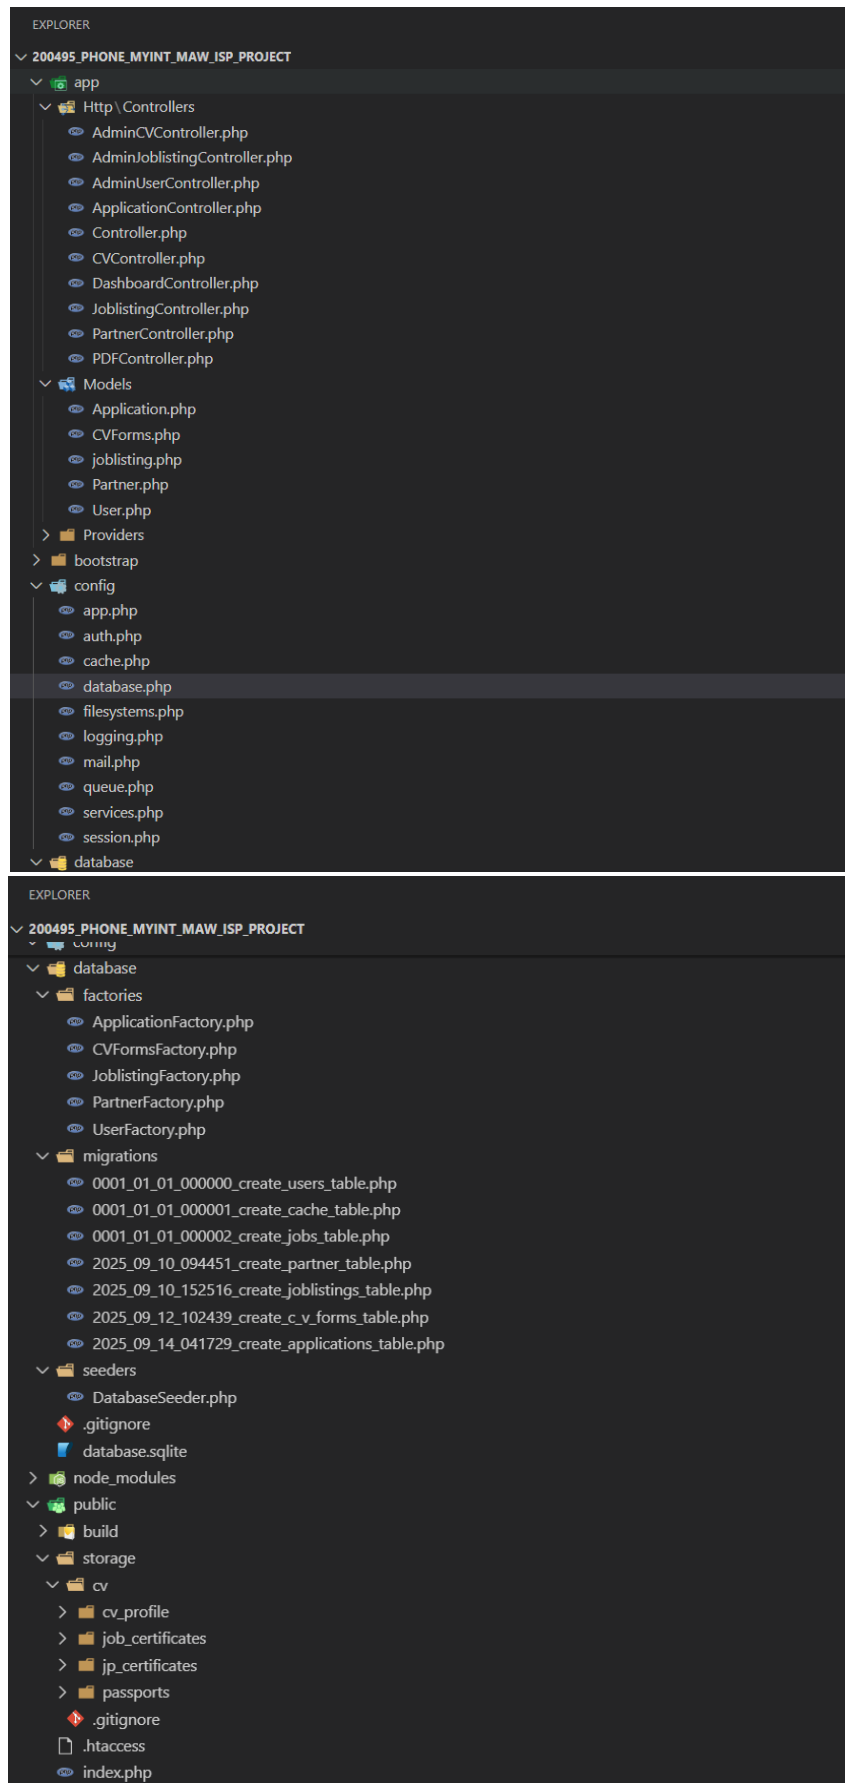 EXPLORER
200495_PHONE_MYINT_MAW_ISP_PROJECT
app
Http\Controllers
AdminCVController.php
AdminJoblistingController.php
AdminUserController.php
ApplicationController.php
Controller.php
CVController.php
DashboardController.php
JoblistingController.php
PartnerController.php
PDFController.php
Models
Application.php
CVForms.php
joblisting.php
Partner.php
User.php
Providers
bootstrap
config
app.php
auth.php
cache.php
database.php
filesystems.php
logging.php
mail.php
queue.php
services.php
session.php
database
EXPLORER
200495_PHONE_MYINT_MAW_ISP_PROJECT
config
database
factories
ApplicationFactory.php
CVFormsFactory.php
JoblistingFactory.php
PartnerFactory.php
UserFactory.php
migrations
0001_01_01_000000_create_users_table.php
0001_01_01_000001_create_cache_table.php
0001_01_01_000002_create_jobs_table.php
2025_09_10_094451_create_partner_table.php
2025_09_10_152516_create_joblistings_table.php
2025_09_12_102439_create_c_v_forms_table.php
2025_09_14_041729_create_applications_table.php
seeders
DatabaseSeeder.php
.gitignore
database.sqlite
node_modules
public
build
storage
cv
cv_profile
job_certificates
jp_certificates
passports
.gitignore
.htaccess
index.php